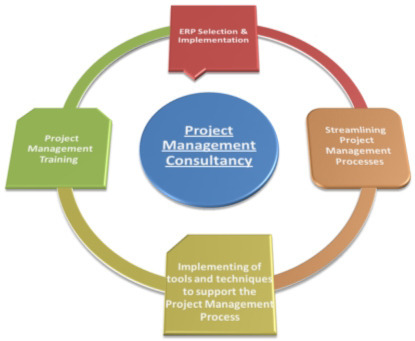 ERP Selection &
Implementation
Project
Management
Training
Project
Management
Consultancy
Streamlining
Project
Management
Processes
Implementing of
tools and techniques
to support the
Project Management
Process